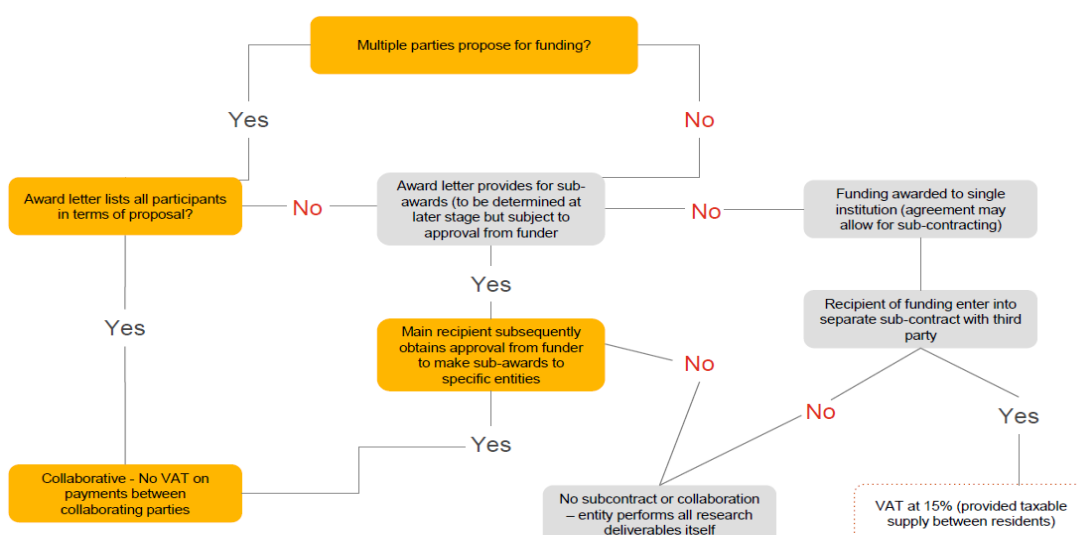 Multiple parties propose for funding?
Yes
No
Award letter lists all participants
in terms of proposal?
No
Award letter provides for sub-
awards (to be determined at
later stage but subject to
approval from funder
No
Funding awarded to single
institution (agreement may
allow for sub-contracting)
Yes
Yes
Main recipient subsequently
obtains approval from funder
to make sub-awards to
specific entities
Recipient of funding enter into
separate sub-contract with third
party
No
No
Yes
Yes
Collaborative - No VAT on
payments between
collaborating parties
No subcontract or collaboration
– entity performs all research
deliverables itself
VAT at 15% (provided taxable
supply between residents)